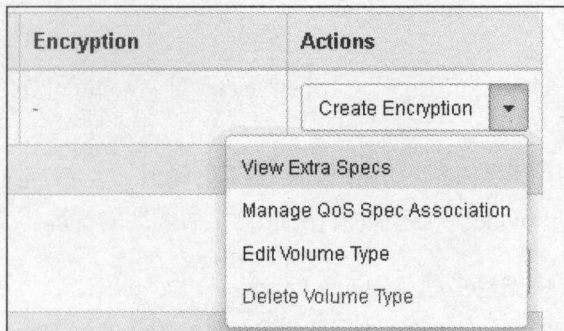 Encryption Actions
- Create Encryption
View Extra Specs
Manage QoS Spec Association
Edit Volume Type
Delete Volume Type